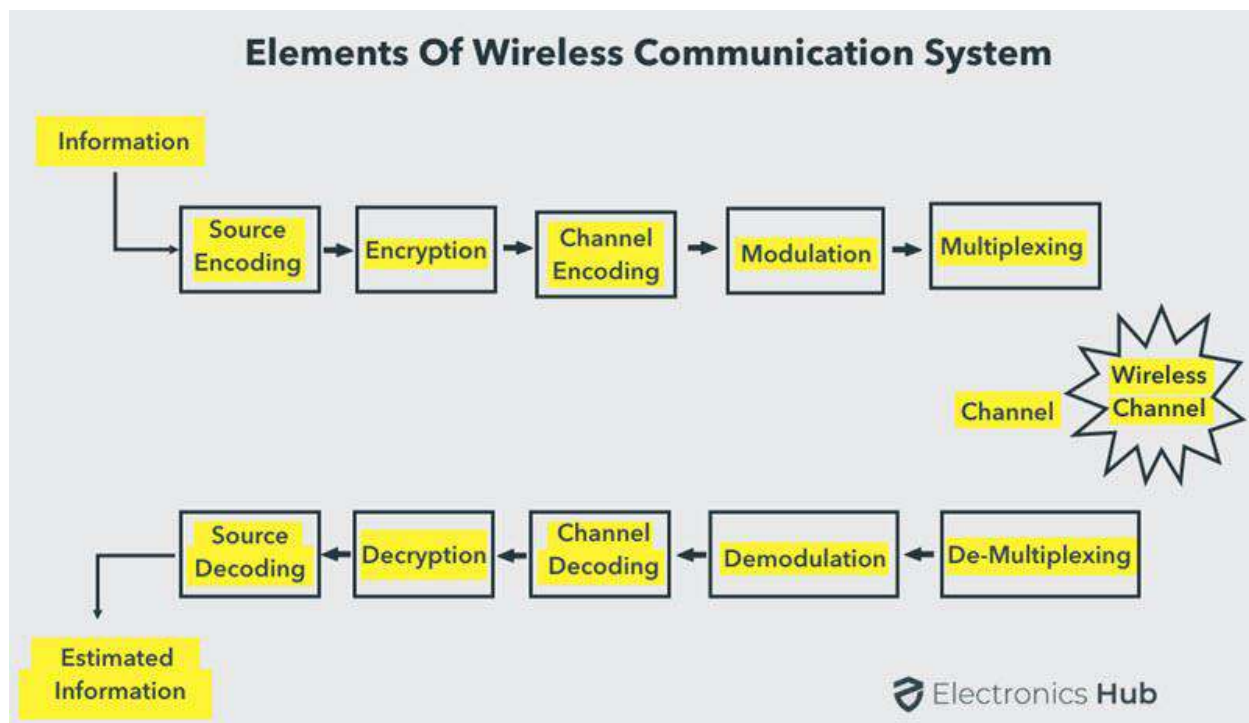 Elements Of Wireless Communication System
Information
Source
Encoding
Encryption
Channel
Encoding
Modulation
Multiplexing
Wireless
Channel
Channel
Source
Decoding
Decryption
Channel
Decoding
Demodulation
De-Multiplexing
Estimated
Information
Electronics Hub